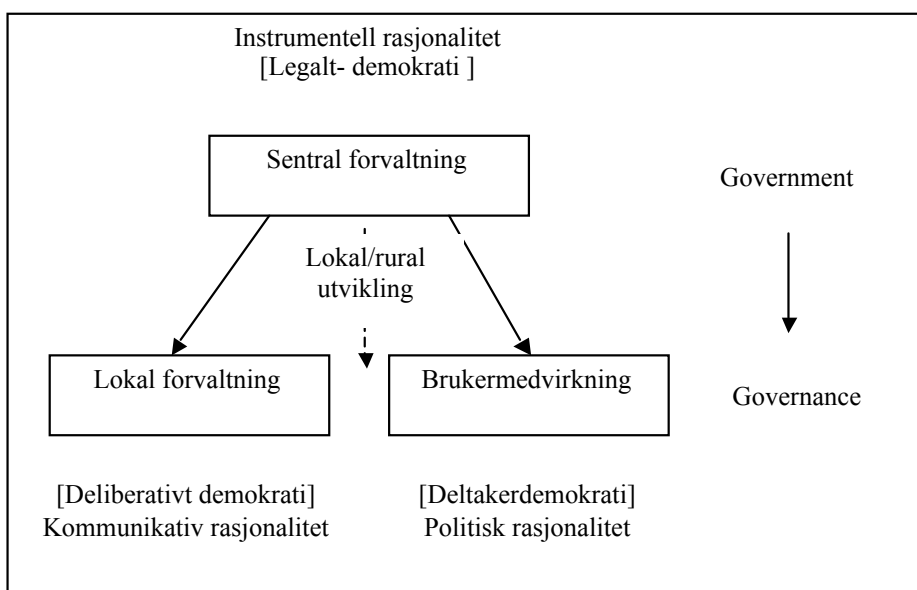 Instrumentell rasjonalitet
[Legalt- demokrati ]
Sentral forvaltning
Government
Lokal/rural
utvikling
Lokal forvaltning
Brukermedvirkning
Governance
[Deliberativt demokrati]
Kommunikativ rasjonalitet
[Deltakerdemokrati]
Politisk rasjonalitet